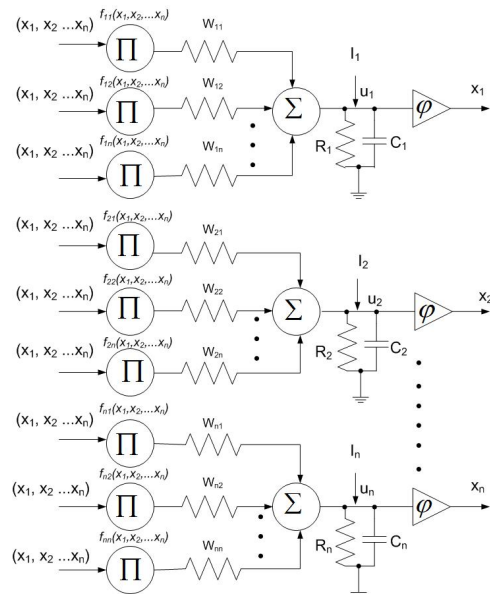 (x₁, x₂ ...xₙ)
f₁₁(x₁,x₂,...xₙ)
∏
W₁₁
(x₁, x₂ ...xₙ)
f₁₂(x₁,x₂,...xₙ)
∏
W₁₂
(x₁, x₂ ...xₙ)
f₁ₙ(x₁,x₂,...xₙ)
∏
W₁ₙ
Σ
I₁
u₁
R₁
C₁
φ
x₁
(x₁, x₂ ...xₙ)
f₂₁(x₁,x₂,...xₙ)
∏
W₂₁
(x₁, x₂ ...xₙ)
f₂₂(x₁,x₂,...xₙ)
∏
W₂₂
(x₁, x₂ ...xₙ)
f₂ₙ(x₁,x₂,...xₙ)
∏
W₂ₙ
Σ
I₂
u₂
R₂
C₂
φ
x₂
(x₁, x₂ ...xₙ)
fₙ₁(x₁,x₂,...xₙ)
∏
Wₙ₁
(x₁, x₂ ...xₙ)
fₙ₂(x₁,x₂,...xₙ)
∏
Wₙ₂
(x₁, x₂ ...xₙ)
fₙₙ(x₁,x₂,...xₙ)
∏
Wₙₙ
Σ
Iₙ
uₙ
Rₙ
Cₙ
φ
xₙ